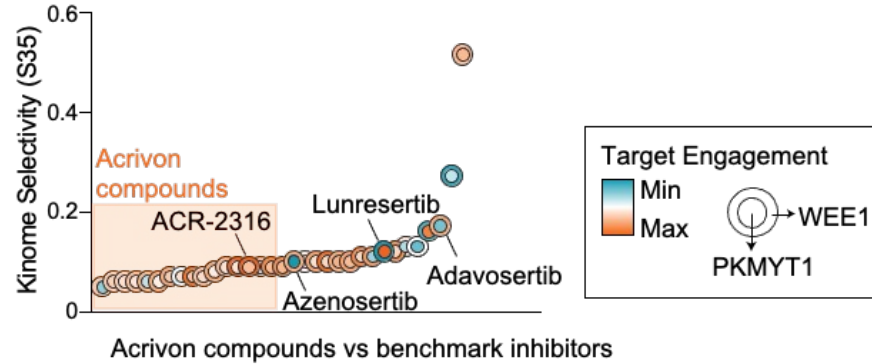 Kinome Selectivity (S35)
0.6
0.4
0.2
0
Acrivon
compounds
ACR-2316
Lunresertib
Azenosertib
Adavosertib
Acrivon compounds vs benchmark inhibitors
Target Engagement
Min
Max
WEE1
PKMYT1